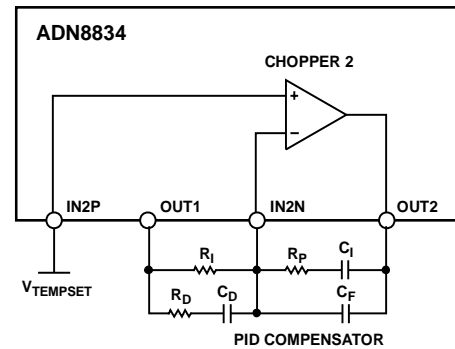 ADN8834
CHOPPER 2
+
−
IN2P
OUT1
IN2N
OUT2
RI
RP
CI
VTEMPSET
RD
CD
CF
PID COMPENSATOR